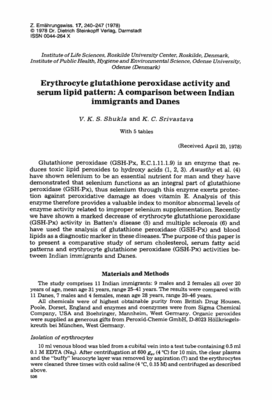 Z. Ernährungswiss. 17, 240–247 (1978)
© 1978 Dr. Dietrich Steinkopff Verlag, Darmstadt
ISSN 0044-264 X
Institute of Life Sciences, Roskilde University Center, Roskilde, Denmark,
Institute of Public Health, Hygiene and Environmental Science, Odense University,
Odense (Denmark)
Erythrocyte glutathione peroxidase activity and
serum lipid pattern: A comparison between Indian
immigrants and Danes
V. K. S. Shukla and K. C. Srivastava
With 5 tables
(Received April 20, 1978)
Glutathione peroxidase (GSH-Px, E.C.1.11.1.9) is an enzyme that re-
duces toxic lipid peroxides to hydroxy acids (1, 2, 3). Awasthi et al. (4)
have shown selenium to be an essential nutrient for man and they have
demonstrated that selenium functions as an integral part of glutathione
peroxidase (GSH-Px), thus selenium through this enzyme exerts protec-
tion against peroxidative damage as does vitamin E. Analysis of this
enzyme therefore provides a valuable index to monitor abnormal levels of
enzyme activity related to improper selenium supplementation. Recently
we have shown a marked decrease of erythrocyte glutathione peroxidase
(GSH-Px) activity in Batten's disease (5) and multiple sclerosis (6) and
have used the analysis of glutathione peroxidase (GSH-Px) and blood
lipids as a diagnostic marker in these diseases. The purpose of this paper is
to present a comparative study of serum cholesterol, serum fatty acid
patterns and erythrocyte glutathione peroxidase (GSH-Px) activities be-
tween Indian immigrants and Danes.
Materials and Methods
The study comprises 11 Indian immigrants: 9 males and 2 females all over 20
years of age, mean age 31 years, range 25–41 years. The results were compared with
11 Danes, 7 males and 4 females, mean age 28 years, range 20–46 years.
All chemicals were of highest obtainable purity from British Drug Houses,
Poole, Dorset, England and enzymes and coenzymes were from Sigma Chemical
Company, USA and Boehringer, Mannheim, West Germany. Organic peroxides
were supplied as generous gifts from Peroxid-Chemie GmbH, D-8023 Höllkriegels-
kreuth bei München, West Germany.
Isolation of erythrocytes
10 ml venous blood was bled from a cubital vein into a test tube containing 0.5 ml
0.1 M EDTA (Na₂). After centrifugation at 600 gav (4 °C) for 10 min, the clear plasma
and the "buffy" leucocyte layer was removed by aspiration (7) and the erythrocytes
were cleaned three times with cold saline (4 °C, 0.15 M) and centrifuged as described
above.